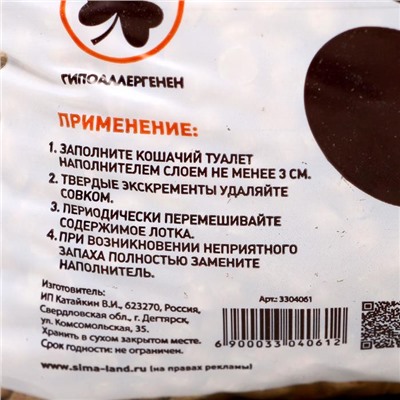 ГИПОАЛЛЕРГЕНЕН
ПРИМЕНЕНИЕ:
1. ЗАПОЛНИТЕ КОШАЧИЙ ТУАЛЕТ
НАПОЛНИТЕЛЕМ СЛОЕМ НЕ МЕНЕЕ 3 СМ.
2. ТВЕРДЫЕ ЭКСКРЕМЕНТЫ УДАЛЯЙТЕ
СОВКОМ.
3. ПЕРИОДИЧЕСКИ ПЕРЕМЕШИВАЙТЕ
СОДЕРЖИМОЕ ЛОТКА.
4. ПРИ ВОЗНИКНОВЕНИИ НЕПРИЯТНОГО
ЗАПАХА ПОЛНОСТЬЮ ЗАМЕНИТЕ
НАПОЛНИТЕЛЬ.
Изготовитель:
ИП Катайкин В.И., 623270, Россия,
Свердловская обл., г. Дегтярск,
ул. Комсомольская, 35.
Хранить в сухом закрытом месте.
Срок годности: не ограничен.
www.sima-land.ru (на правах рекламы)
Арт.: 3304061
6 900033 040612